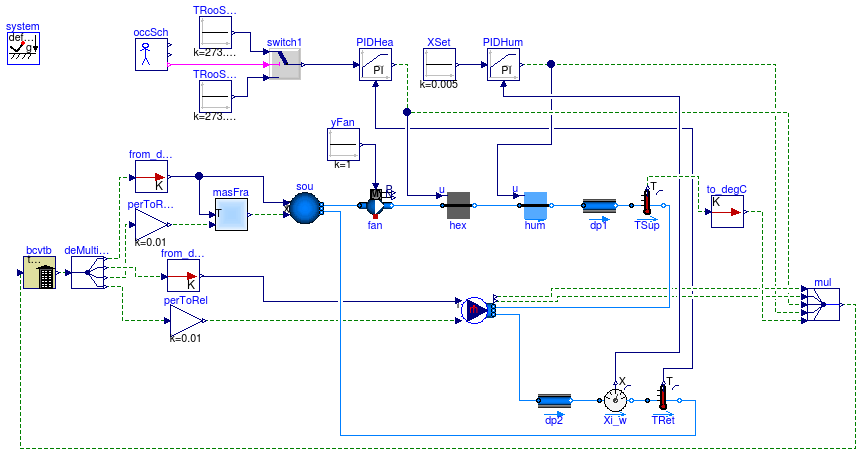 system
def...
g
occSch
TRooS...
k=273....
TRooS...
k=273....
switch1
PIDHea
PI
XSet
k=0.005
PIDHum
PI
yFan
k=1
from_d...
K
perToR...
k=0.01
masFra
T
sou
M
P
fan
u
hex
u
hum
dp1
T
TSup
to_degC
K
bcvtb
t...
deMulti...
from_d...
K
perToRel
k=0.01
T
m
mul
dp2
X
Xi_w
T
TRet